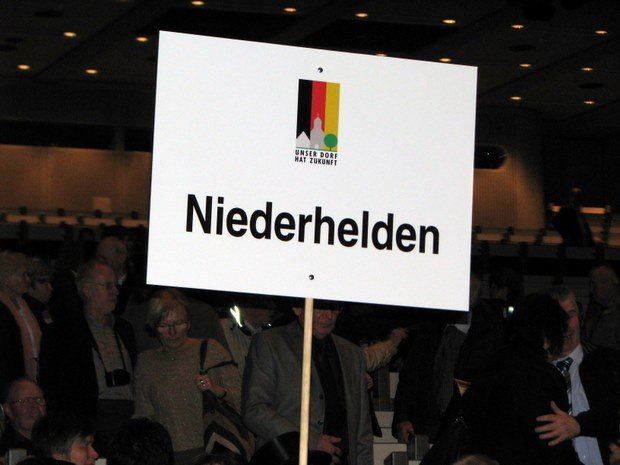 UNSER DORF
HAT ZUKUNFT
Niederhelden